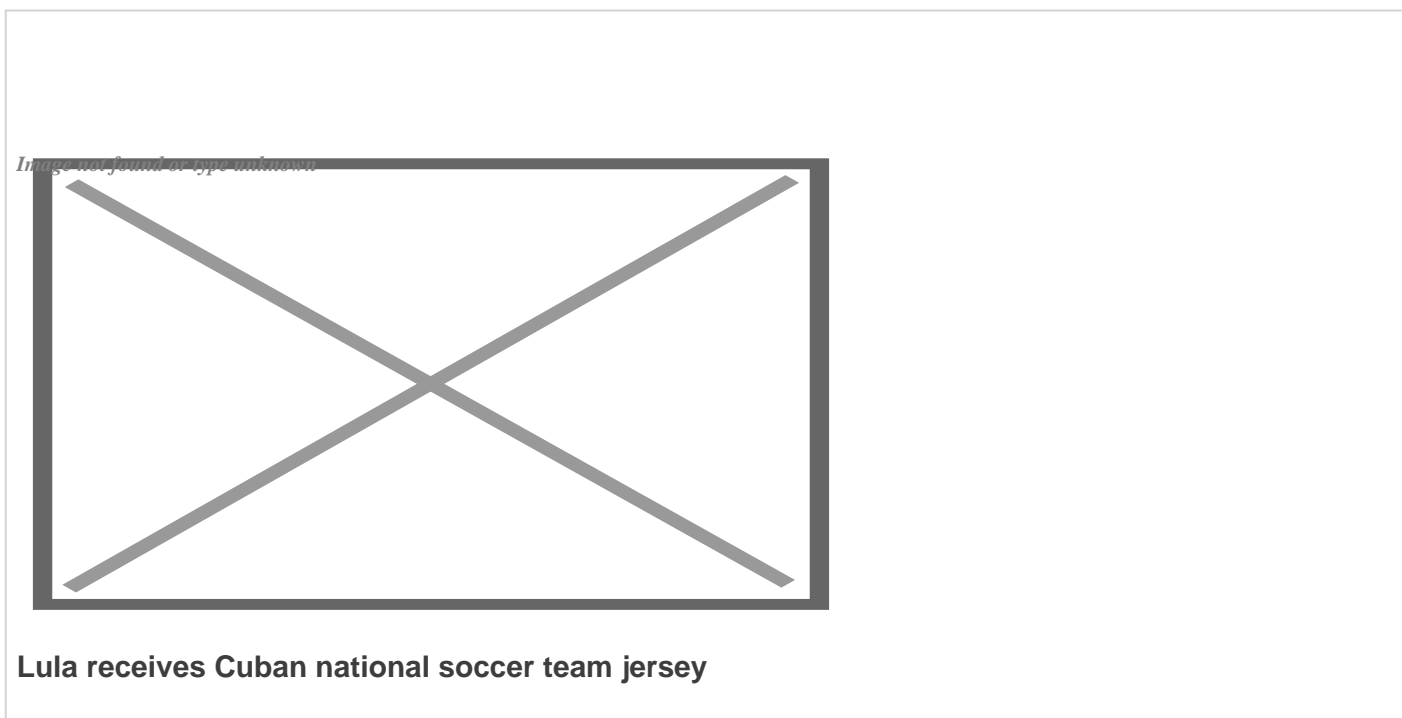 Image not found or type unknown
Lula receives Cuban national soccer team jersey